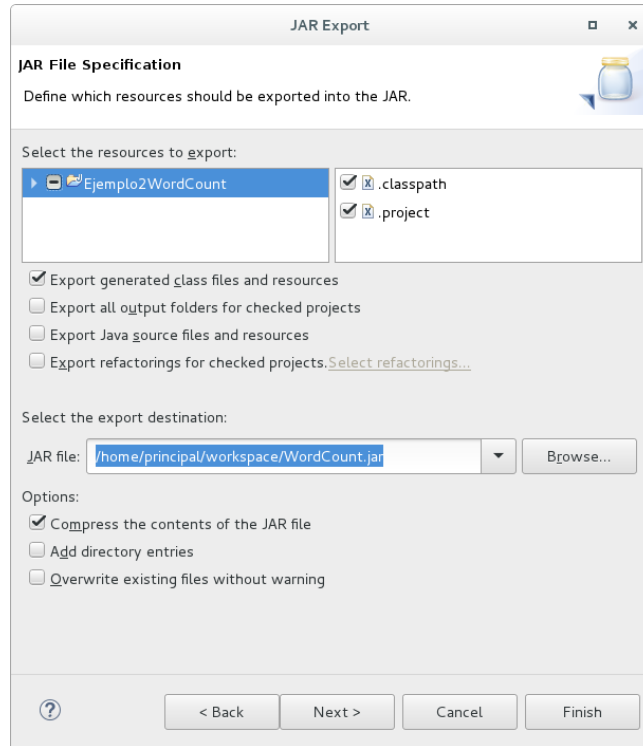 JAR Export
JAR File Specification
Define which resources should be exported into the JAR.
Select the resources to export:
Ejemplo2WordCount
.classpath
.project
Export generated class files and resources
Export all output folders for checked projects
Export Java source files and resources
Export refactorings for checked projects. Select refactorings...
Select the export destination:
JAR file: /home/principal/workspace/WordCount.jar Browse...
Options:
Compress the contents of the JAR file
Add directory entries
Overwrite existing files without warning
? < Back Next > Cancel Finish